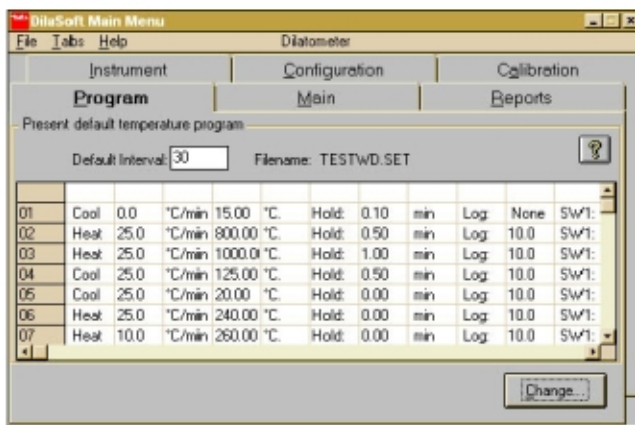 DilaSoft Main Menu
File Tabs Help Dilatometer
Instrument Configuration Calibration
Program Main Reports
Present default temperature program
Default Interval: 30 Filename: TESTWD.SET ?
01 Cool 0.0 °C/min 15.00 °C. Hold: 0.10 min Log: None SW1:
02 Heat 25.0 °C/min 800.00 °C. Hold: 0.50 min Log: 10.0 SW1:
03 Heat 25.0 °C/min 1000.0( °C. Hold: 1.00 min Log: 10.0 SW1:
04 Cool 25.0 °C/min 125.00 °C. Hold: 0.50 min Log: 10.0 SW1:
05 Cool 25.0 °C/min 20.00 °C. Hold: 0.00 min Log: 10.0 SW1:
06 Heat 25.0 °C/min 240.00 °C. Hold: 0.00 min Log: 10.0 SW1:
07 Heat 10.0 °C/min 260.00 °C. Hold: 0.00 min Log: 10.0 SW1:
Change...